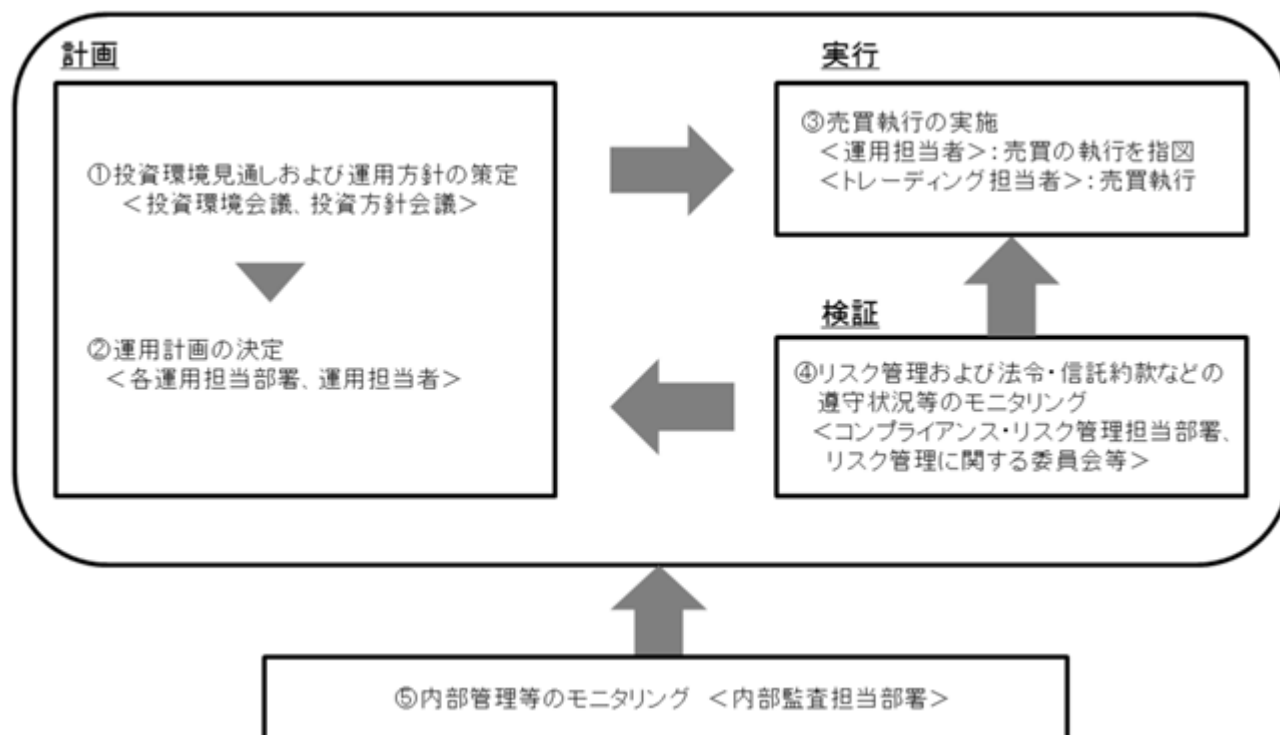 計画
①投資環境見通しおよび運用方針の策定
＜投資環境会議、投資方針会議＞
②運用計画の決定
＜各運用担当部署、運用担当者＞
実行
③売買執行の実施
＜運用担当者＞：売買の執行を指図
＜トレーディング担当者＞：売買執行
検証
④リスク管理および法令・信託約款などの
遵守状況等のモニタリング
＜コンプライアンス・リスク管理担当部署、
リスク管理に関する委員会等＞
⑤内部管理等のモニタリング ＜内部監査担当部署＞